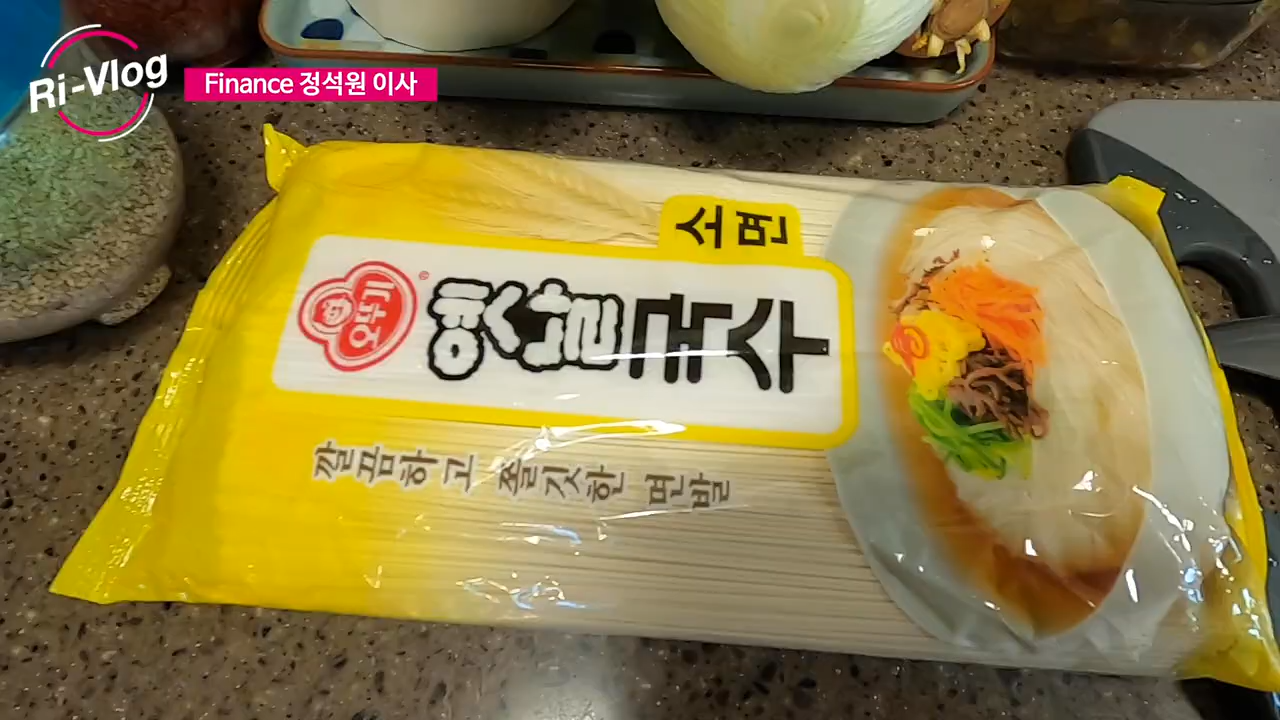 Ri-Vlog
Finance 정석원 이사
소면
오뚜기
옛날국수
깔끔하고 쫄깃한 면발